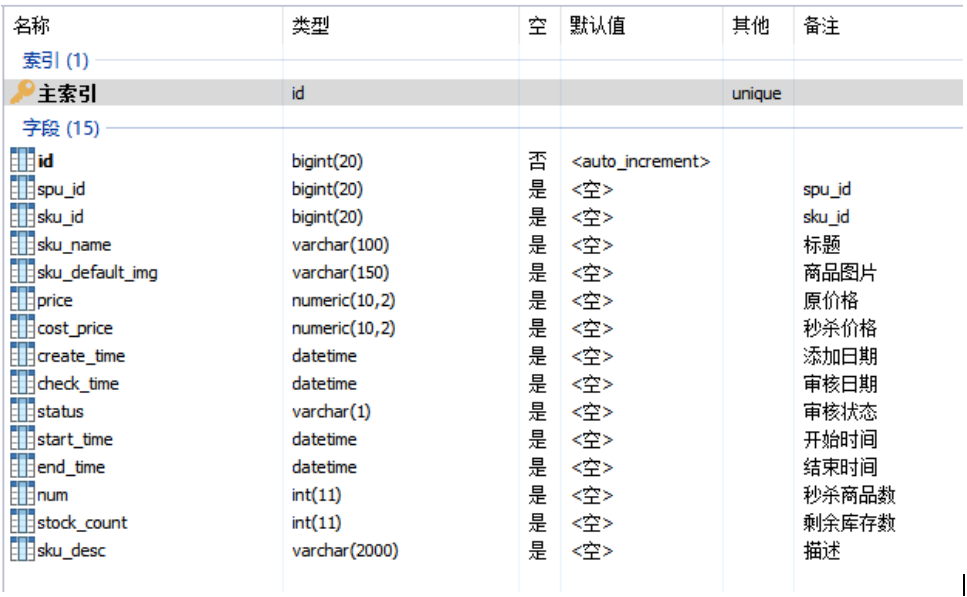 名称 类型 空 默认值 其他 备注
索引 (1)
主索引 id unique
字段 (15)
id bigint(20) 否 <auto_increment>
spu_id bigint(20) 是 <空> spu_id
sku_id bigint(20) 是 <空> sku_id
sku_name varchar(100) 是 <空> 标题
sku_default_img varchar(150) 是 <空> 商品图片
price numeric(10,2) 是 <空> 原价格
cost_price numeric(10,2) 是 <空> 秒杀价格
create_time datetime 是 <空> 添加日期
check_time datetime 是 <空> 审核日期
status varchar(1) 是 <空> 审核状态
start_time datetime 是 <空> 开始时间
end_time datetime 是 <空> 结束时间
num int(11) 是 <空> 秒杀商品数
stock_count int(11) 是 <空> 剩余库存数
sku_desc varchar(2000) 是 <空> 描述